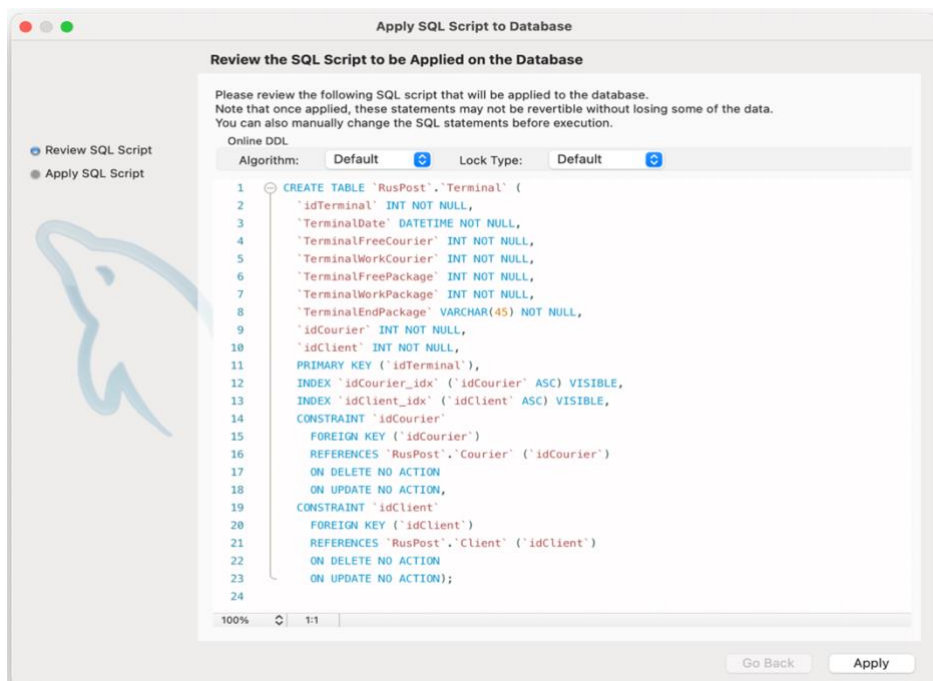 Apply SQL Script to Database
Review the SQL Script to be Applied on the Database
Please review the following SQL script that will be applied to the database.
Note that once applied, these statements may not be revertible without losing some of the data.
You can also manually change the SQL statements before execution.
Online DDL
Algorithm: Default Lock Type: Default
Review SQL Script
Apply SQL Script
1 CREATE TABLE `RusPost`.`Terminal` (
2 `idTerminal` INT NOT NULL,
3 `TerminalDate` DATETIME NOT NULL,
4 `TerminalFreeCourier` INT NOT NULL,
5 `TerminalWorkCourier` INT NOT NULL,
6 `TerminalFreePackage` INT NOT NULL,
7 `TerminalWorkPackage` INT NOT NULL,
8 `TerminalEndPackage` VARCHAR(45) NOT NULL,
9 `idCourier` INT NOT NULL,
10 `idClient` INT NOT NULL,
11 PRIMARY KEY (`idTerminal`),
12 INDEX `idCourier_idx` (`idCourier` ASC) VISIBLE,
13 INDEX `idClient_idx` (`idClient` ASC) VISIBLE,
14 CONSTRAINT `idCourier`
15 FOREIGN KEY (`idCourier`)
16 REFERENCES `RusPost`.`Courier` (`idCourier`)
17 ON DELETE NO ACTION
18 ON UPDATE NO ACTION,
19 CONSTRAINT `idClient`
20 FOREIGN KEY (`idClient`)
21 REFERENCES `RusPost`.`Client` (`idClient`)
22 ON DELETE NO ACTION
23 ON UPDATE NO ACTION);
24
100% 1:1
Go Back Apply